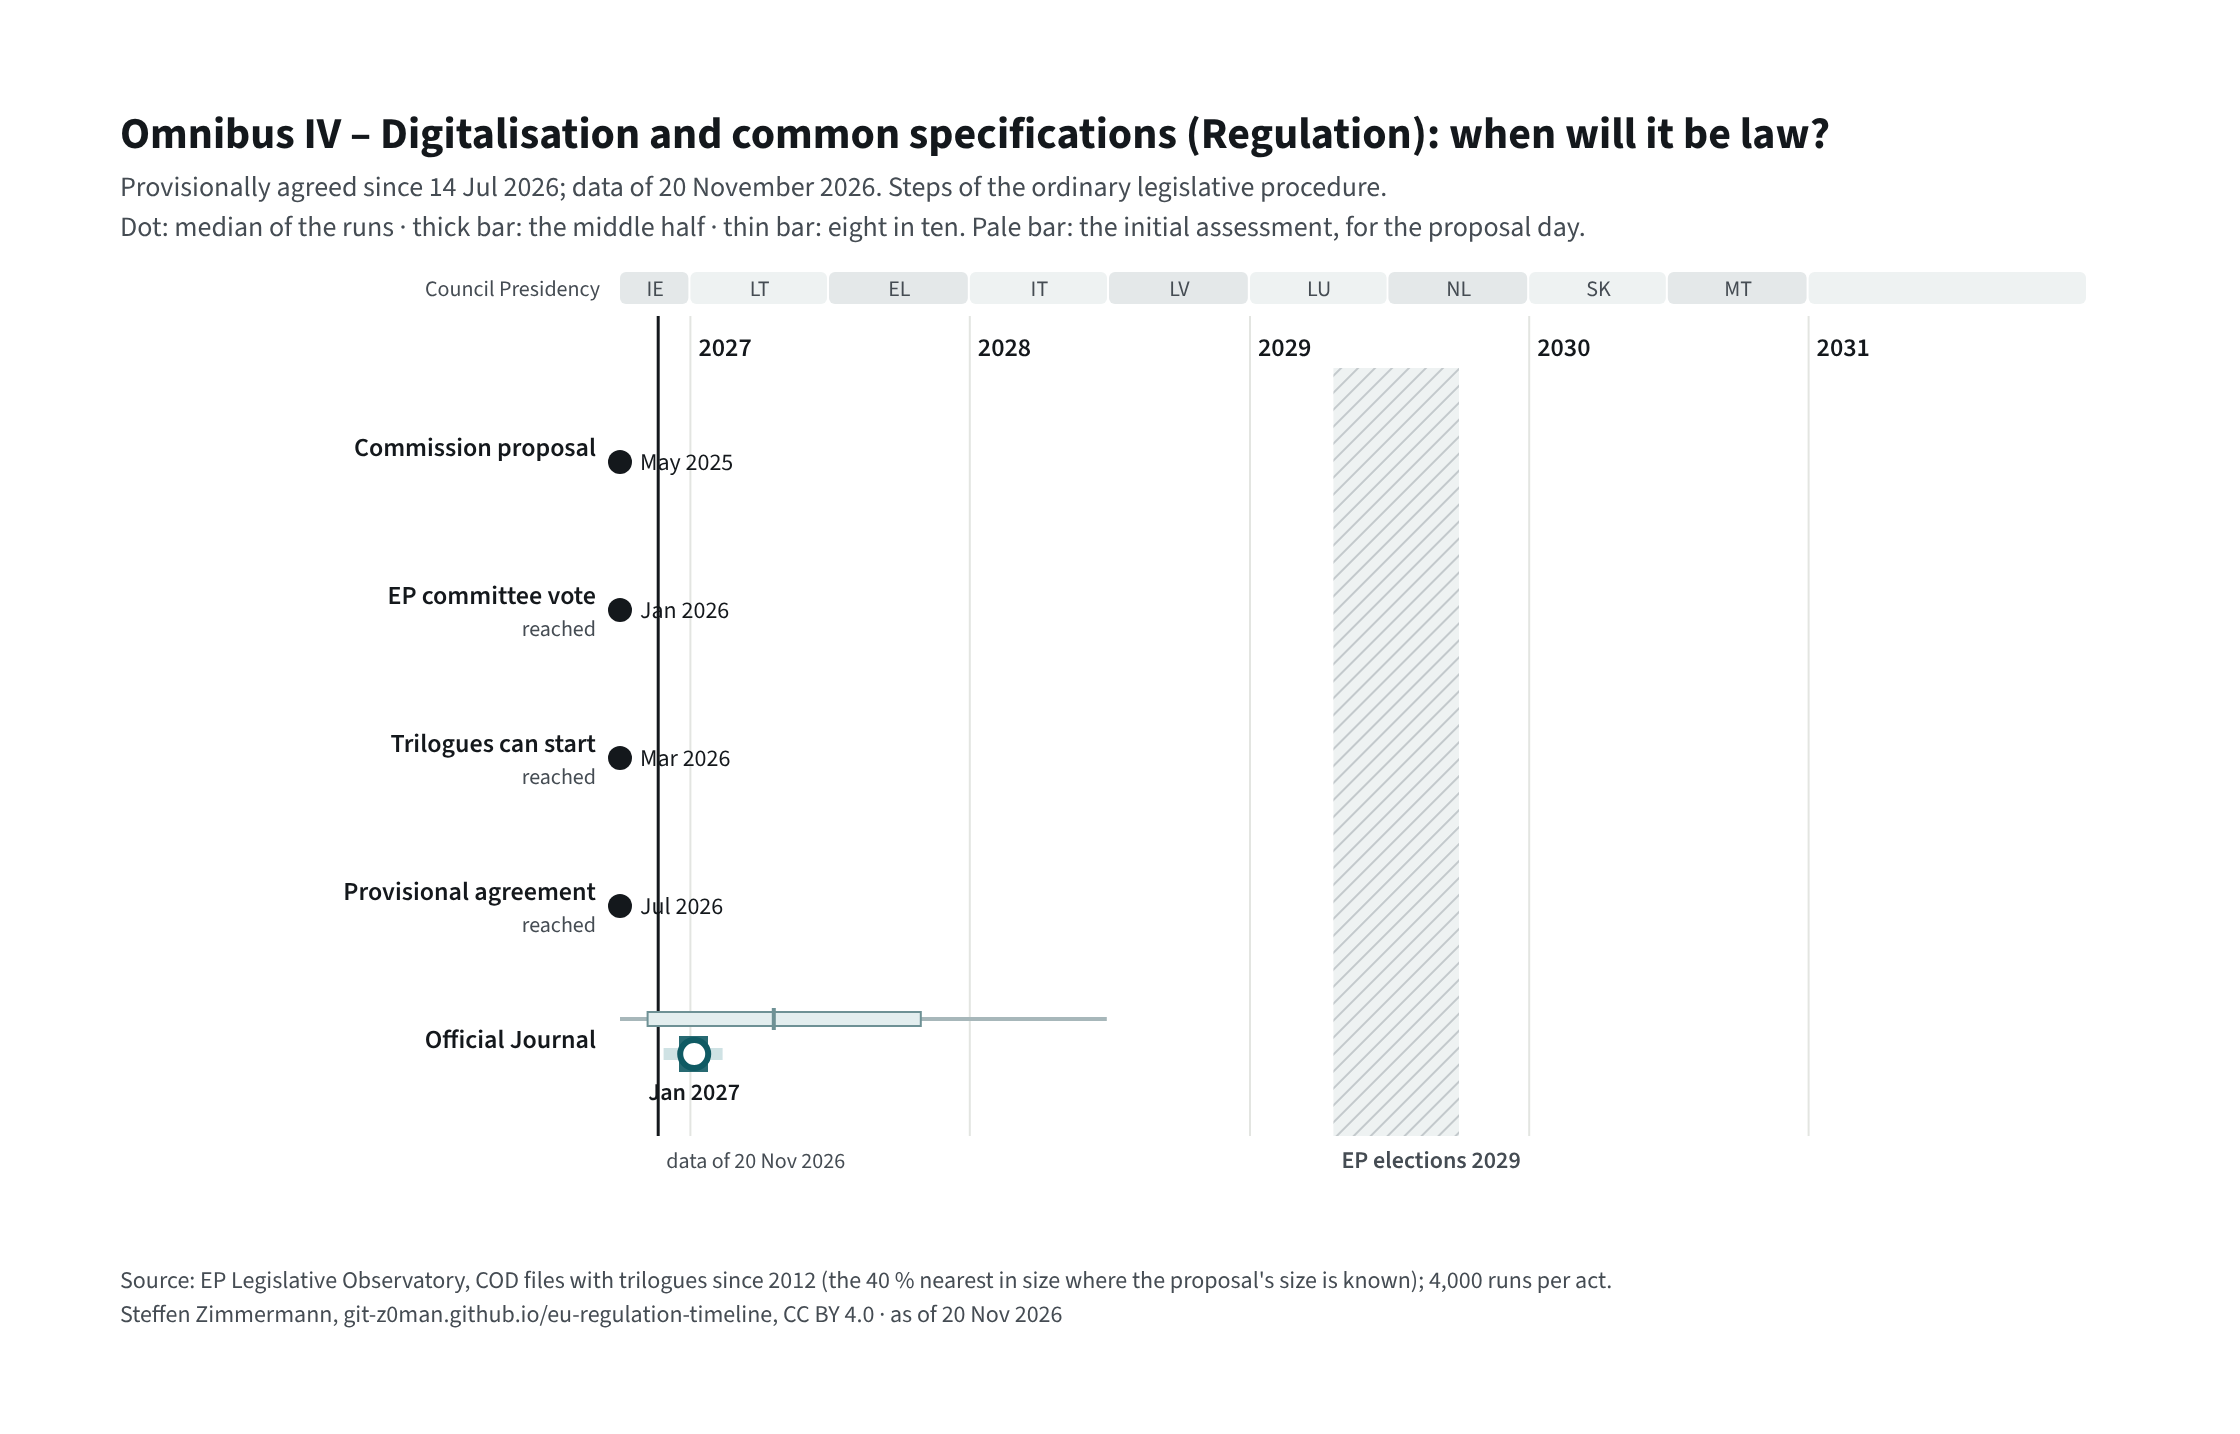 Omnibus IV – Digitalisation and common specifications (Regulation): when will it be law?
Provisionally agreed since 14 Jul 2026; data of 20 November 2026. Steps of the ordinary legislative procedure.
Dot: median of the runs · thick bar: the middle half · thin bar: eight in ten. Pale bar: the initial assessment, for the proposal day.
Council Presidency IE LT EL IT LV LU NL SK MT
2027 2028 2029 2030 2031
Commission proposal
May 2025
EP committee vote
Jan 2026
reached
Trilogues can start
Mar 2026
reached
Provisional agreement
Jul 2026
reached
Official Journal
Jan 2027
data of 20 Nov 2026 EP elections 2029
Source: EP Legislative Observatory, COD files with trilogues since 2012 (the 40 % nearest in size where the proposal's size is known); 4,000 runs per act.
Steffen Zimmermann, git-z0man.github.io/eu-regulation-timeline, CC BY 4.0 · as of 20 Nov 2026